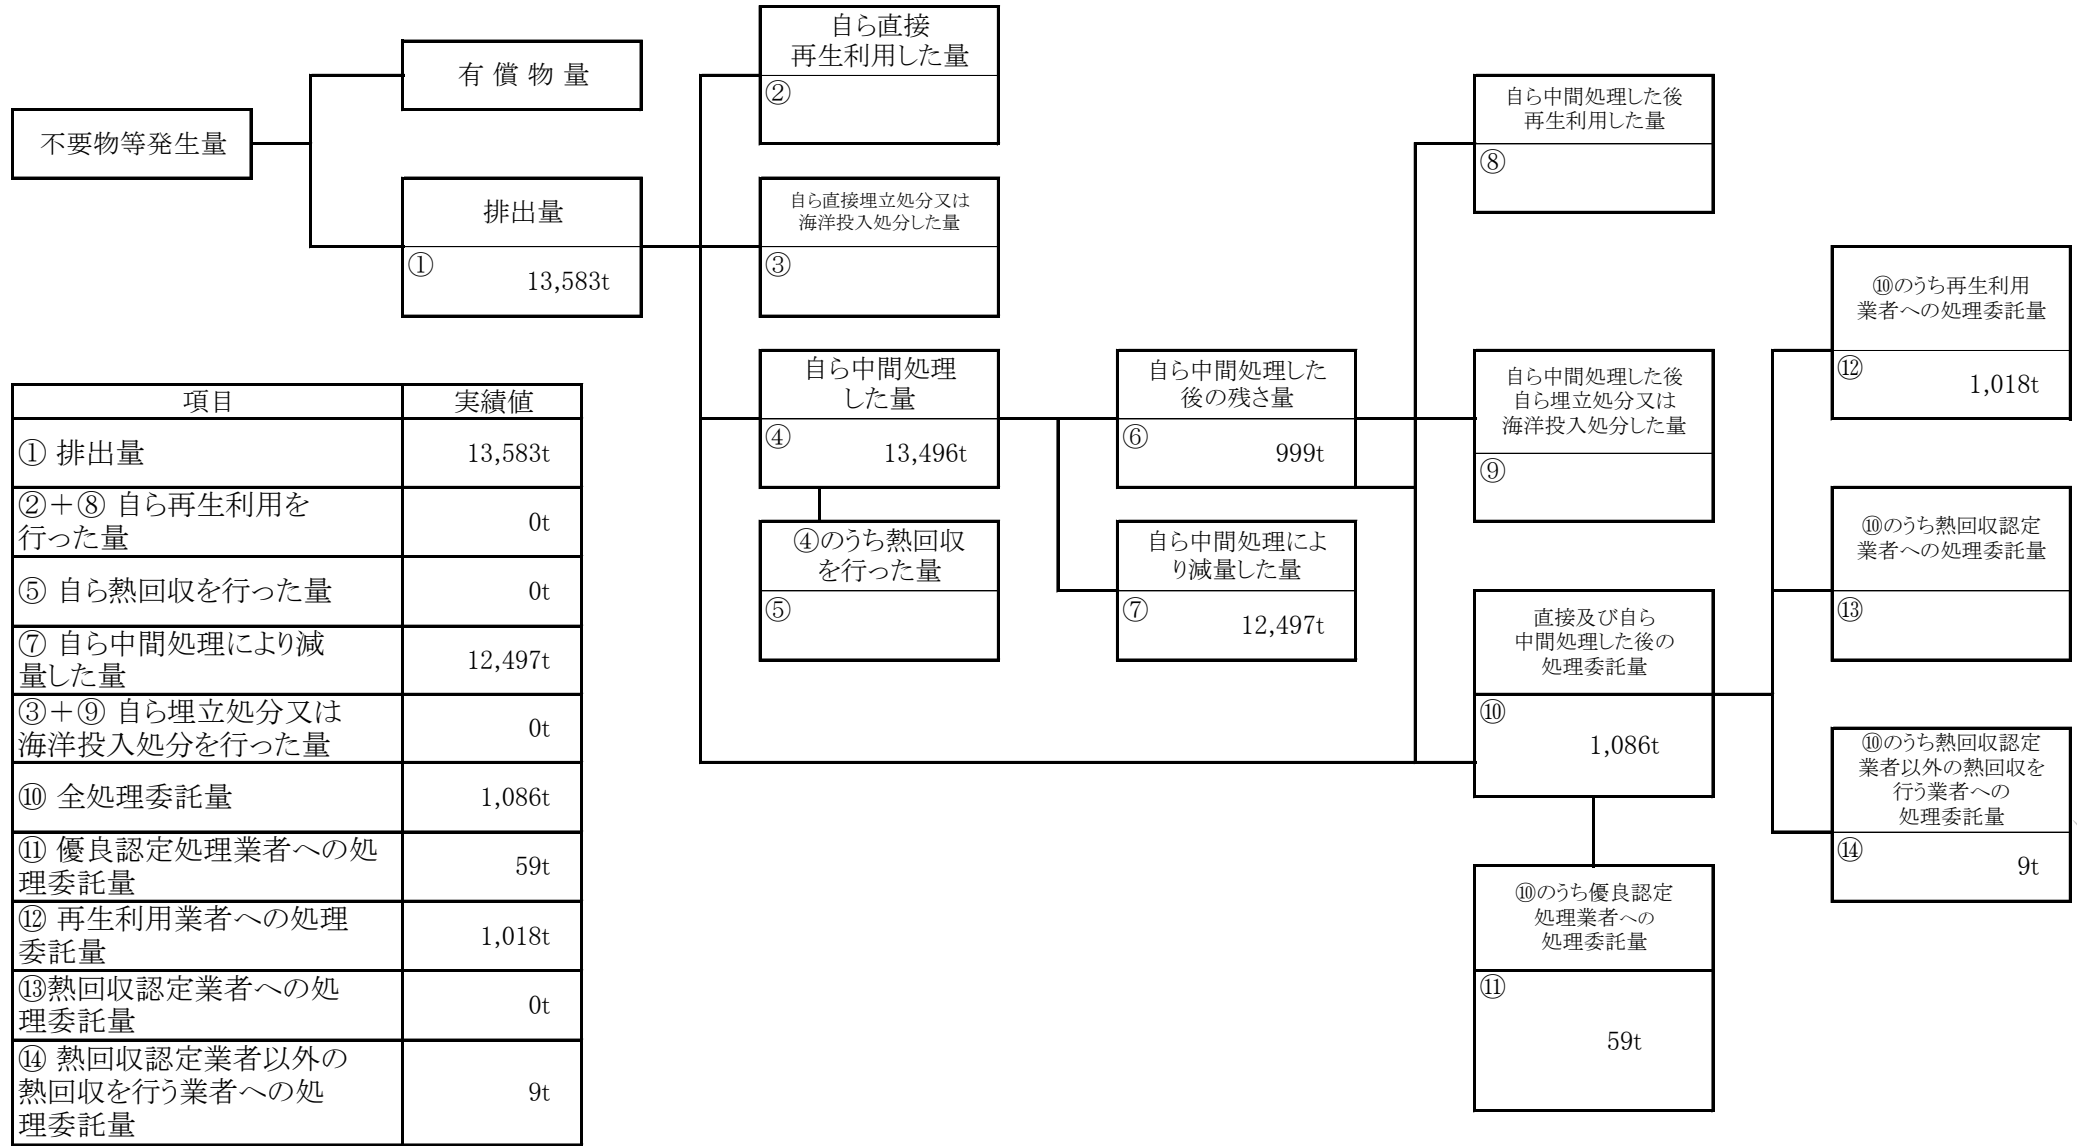 不要物等発生量
有 償 物 量
排出量
①
13,583t
自ら直接
再生利用した量
②
自ら直接埋立処分又は
海洋投入処分した量
③
自ら中間処理
した量
④
13,496t
④のうち熱回収
を行った量
⑤
自ら中間処理した
後の残さ量
⑥
999t
自ら中間処理によ
り減量した量
⑦
12,497t
自ら中間処理した後
再生利用した量
⑧
自ら中間処理した後
自ら埋立処分又は
海洋投入処分した量
⑨
直接及び自ら
中間処理した後の
処理委託量
⑩
1,086t
⑩のうち優良認定
処理業者への
処理委託量
⑪
59t
⑩のうち再生利用
業者への処理委託量
⑫
1,018t
⑩のうち熱回収認定
業者への処理委託量
⑬
⑩のうち熱回収認定
業者以外の熱回収を
行う業者への
処理委託量
⑭
9t
項目 実績値
① 排出量 13,583t
②＋⑧ 自ら再生利用を
行った量 0t
⑤ 自ら熱回収を行った量 0t
⑦ 自ら中間処理により減
量した量 12,497t
③＋⑨ 自ら埋立処分又は
海洋投入処分を行った量 0t
⑩ 全処理委託量 1,086t
⑪ 優良認定処理業者への処
理委託量 59t
⑫ 再生利用業者への処理
委託量 1,018t
⑬熱回収認定業者への処
理委託量 0t
⑭ 熱回収認定業者以外の
熱回収を行う業者への処
理委託量 9t